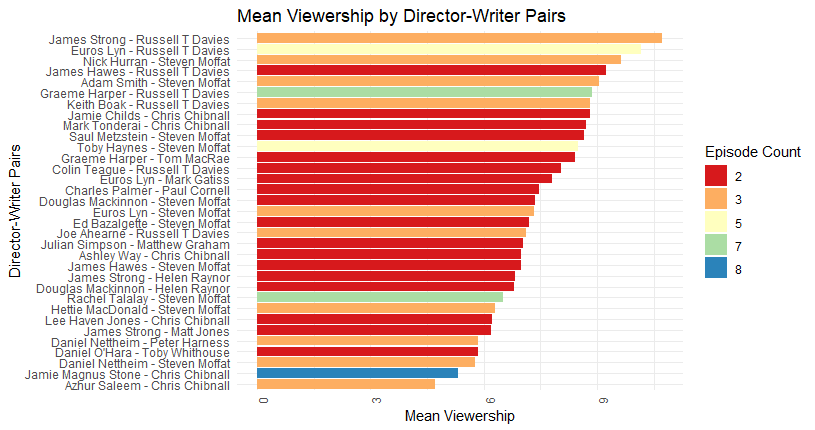 Mean Viewership by Director-Writer Pairs
James Strong - Russell T Davies
Euros Lyn - Russell T Davies
Nick Hurran - Steven Moffat
James Hawes - Russell T Davies
Adam Smith - Steven Moffat
Graeme Harper - Russell T Davies
Keith Boak - Russell T Davies
Jamie Childs - Chris Chibnall
Mark Tonderai - Chris Chibnall
Saul Metzstein - Steven Moffat
Toby Haynes - Steven Moffat
Graeme Harper - Tom MacRae
Colin Teague - Russell T Davies
Euros Lyn - Mark Gatiss
Charles Palmer - Paul Cornell
Douglas Mackinnon - Steven Moffat
Euros Lyn - Steven Moffat
Ed Bazalgette - Steven Moffat
Joe Ahearne - Russell T Davies
Julian Simpson - Matthew Graham
Ashley Way - Chris Chibnall
James Hawes - Steven Moffat
James Strong - Helen Raynor
Douglas Mackinnon - Helen Raynor
Rachel Talalay - Steven Moffat
Hettie MacDonald - Steven Moffat
Lee Haven Jones - Chris Chibnall
James Strong - Matt Jones
Daniel Nettheim - Peter Harness
Daniel O'Hara - Toby Whithouse
Daniel Nettheim - Steven Moffat
Jamie Magnus Stone - Chris Chibnall
Azhur Saleem - Chris Chibnall
Director-Writer Pairs
0
3
6
9
Mean Viewership
Episode Count
2
3
5
7
8